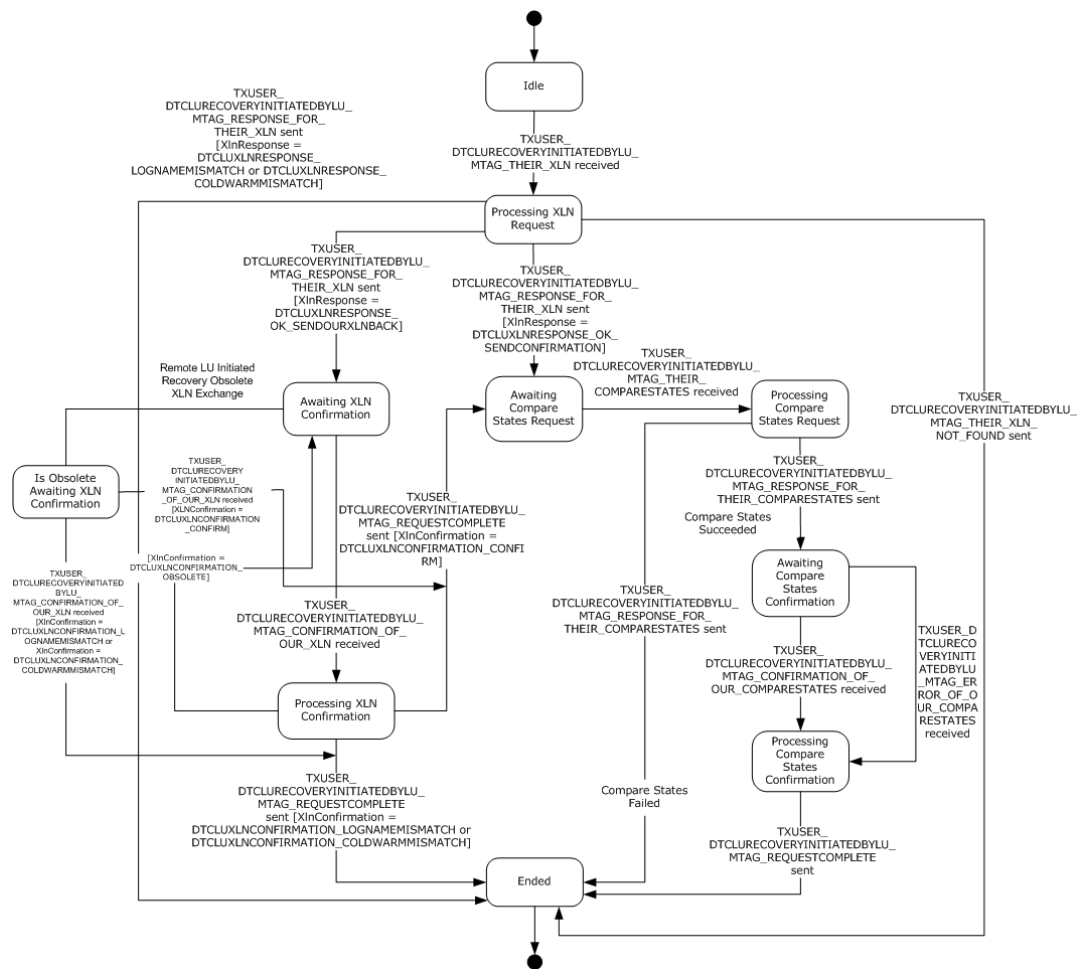 Idle
TXUSER_
DTCLURECOVERYINITIATEDBYLU_
MTAG_RESPONSE_FOR_
THEIR_XLN sent
[XlnResponse =
DTCLUXLNRESPONSE_
LOGNAMEMISMATCH or DTCLUXLNRESPONSE_
COLDWARMMISMATCH]
TXUSER_
DTCLURECOVERYINITIATEDBYLU_
MTAG_THEIR_XLN received
Processing XLN
Request
TXUSER_
DTCLURECOVERYINITIATEDBYLU_
MTAG_RESPONSE_FOR_
THEIR_XLN sent
[XlnResponse =
DTCLUXLNRESPONSE_
OK_SENDOURXLNBACK]
TXUSER_
DTCLURECOVERYINITIATEDBYLU_
MTAG_RESPONSE_FOR_
THEIR_XLN sent
[XlnResponse =
DTCLUXLNRESPONSE_OK_
SENDCONFIRMATION]
TXUSER_
DTCLURECOVERYINITIATEDBYLU_
MTAG_THEIR_
COMPARESTATES received
Remote LU Initiated
Recovery Obsolete
XLN Exchange
Awaiting XLN
Confirmation
Awaiting
Compare
States Request
Processing
Compare
States Request
TXUSER_
DTCLURECOVERYINITIATEDBYLU_
MTAG_THEIR_XLN_
NOT_FOUND sent
Is Obsolete
Awaiting XLN
Confirmation
TXUSER_
DTCLURECOVERY
INITIATEDBYLU_
MTAG_CONFIRMATION
_OF_OUR_XLN received
[XLNConfirmation =
DTCLUXLNCONFIRMATION
_CONFIRM]
TXUSER_
DTCLURECOVERYINITIATEDBYLU_
MTAG_REQUESTCOMPLETE
sent [XlnConfirmation =
DTCLUXLNCONFIRMATION_CONFI
RM]
TXUSER_
DTCLURECOVERYINITIATEDBYLU_
MTAG_RESPONSE_FOR_
THEIR_COMPARESTATES sent
Compare States
Succeeded
[XlnConfirmation =
DTCLUXLNCONFIRMATION_
OBSOLETE]
TXUSER_
DTCLURECOVERYINITIATED
BYLU_
MTAG_CONFIRMATION_OF_
OUR_XLN received
[XlnConfirmation =
DTCLUXLNCONFIRMATION_L
OGNAMEMISMATCH or
XlnConfirmation =
DTCLUXLNCONFIRMATION_
COLDWARMMISMATCH]
TXUSER_
DTCLURECOVERYINITIATEDBYLU_
MTAG_CONFIRMATION_OF_
OUR_XLN received
TXUSER_
DTCLURECOVERYINITIATEDBYLU_
MTAG_RESPONSE_FOR_
THEIR_COMPARESTATES sent
Awaiting
Compare
States
Confirmation
TXUSER_
DTCLURECOVERYINITIATEDBYLU_
MTAG_CONFIRMATION_OF_
OUR_COMPARESTATES received
TXUSER_D
TCLURECO
VERYINITI
ATEDBYLU
_MTAG_ER
ROR_OF_O
UR_COMPA
RESTATES
received
Processing XLN
Confirmation
Processing
Compare
States
Confirmation
TXUSER_
DTCLURECOVERYINITIATEDBYLU_
MTAG_REQUESTCOMPLETE
sent [XlnConfirmation =
DTCLUXLNCONFIRMATION_LOGNAMEMISMATCH or
DTCLUXLNCONFIRMATION_COLDWARMMISMATCH]
Compare States
Failed
TXUSER_
DTCLURECOVERYINITIATEDBYLU_
MTAG_REQUESTCOMPLETE
sent
Ended